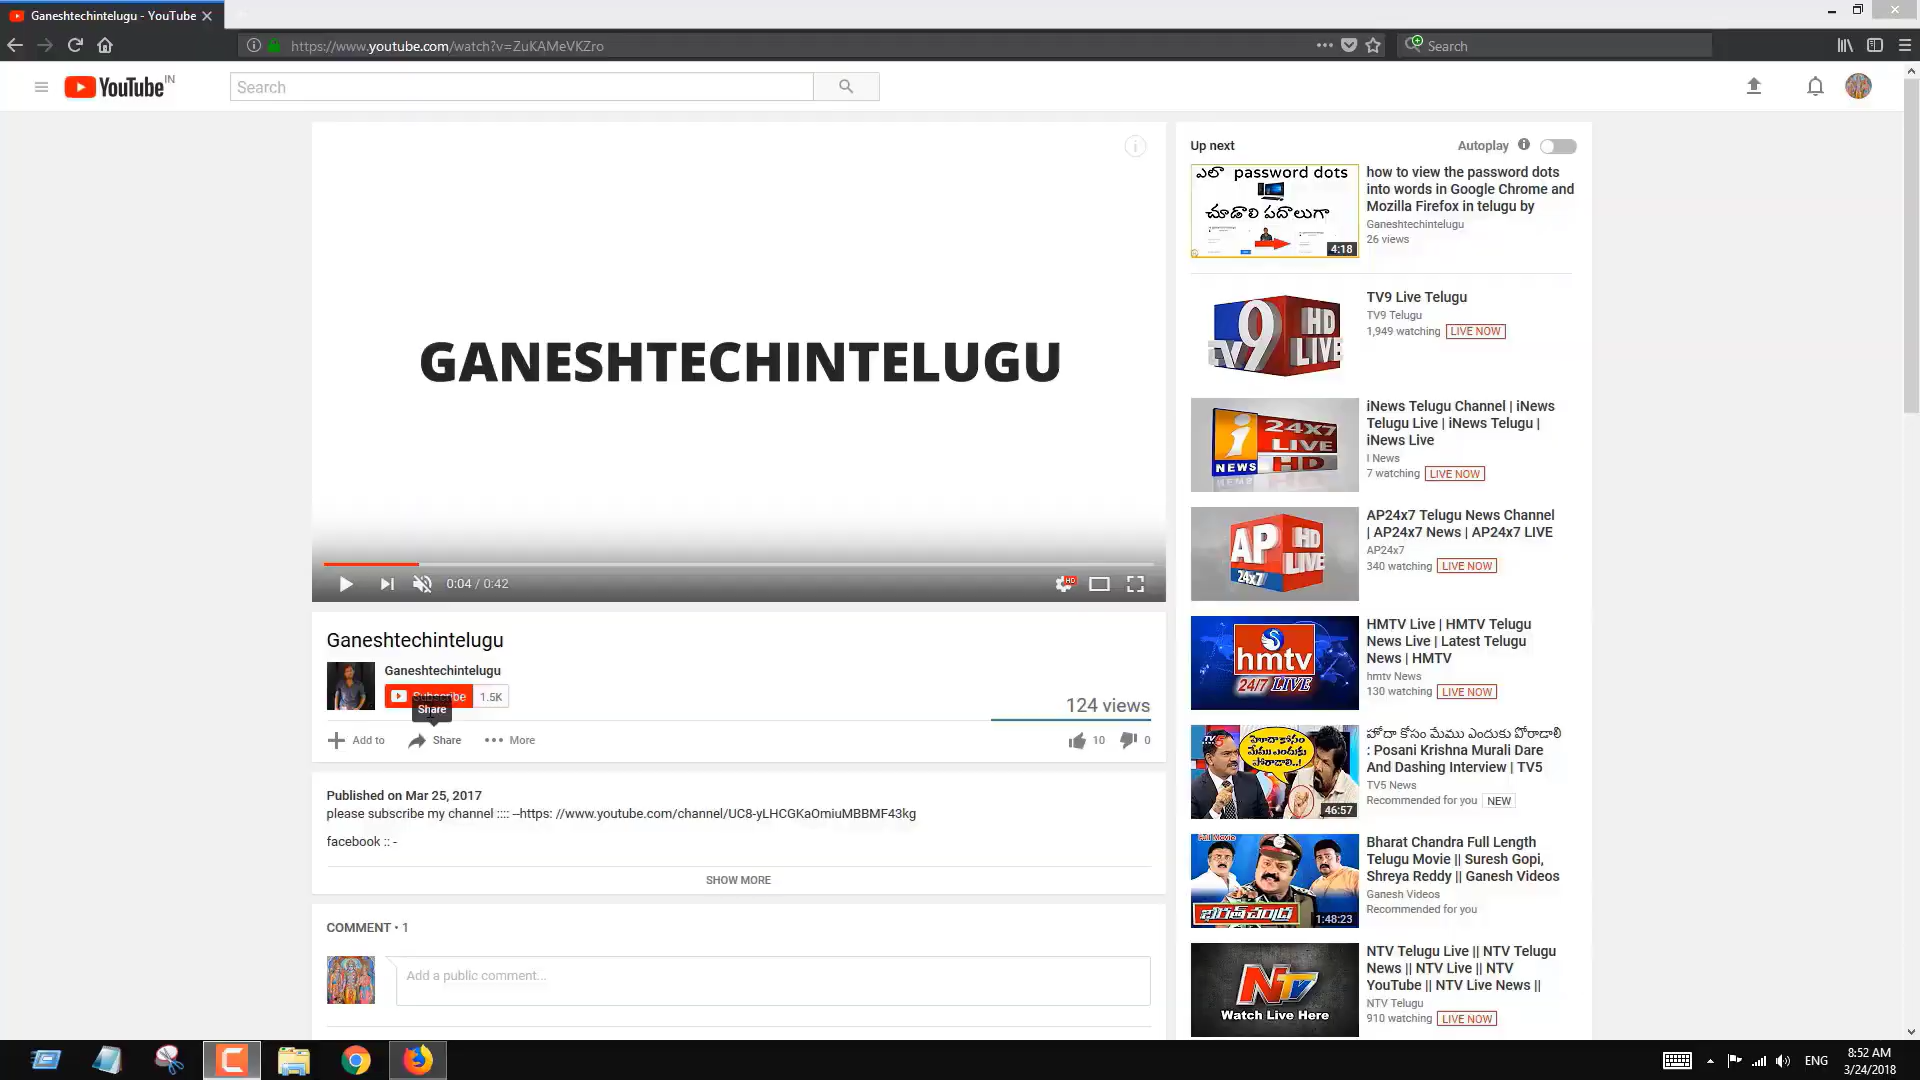 Ganeshtechintelugu - YouTube
https://www.youtube.com/watch?v=ZuKAMeVKZro
Search
YouTube IN
Search
GANESHTECHINTELUGU
0:04 / 0:42
HD
Ganeshtechintelugu
Ganeshtechintelugu
Subscribe 1.5K
Share
124 views
Add to Share More
10 0
Published on Mar 25, 2017
please subscribe my channel :::: --https: //www.youtube.com/channel/UC8-yLHCGKaOmiuMBBMF43kg
facebook :: -
SHOW MORE
COMMENT • 1
Add a public comment...
Up next
Autoplay
ఎలా password dots
చూడాలి పదాలుగా
4:18
how to view the password dots
into words in Google Chrome and
Mozilla Firefox in telugu by
Ganeshtechintelugu
26 views
TV9 HD LIVE
TV9 Live Telugu
TV9 Telugu
1,949 watching LIVE NOW
i NEWS 24X7 LIVE HD
iNews Telugu Channel | iNews
Telugu Live | iNews Telugu |
iNews Live
I News
7 watching LIVE NOW
AP 24x7 HD LIVE
AP24x7 Telugu News Channel
| AP24x7 News | AP24x7 LIVE
AP24x7
340 watching LIVE NOW
hmtv
24/7 LIVE
HMTV Live | HMTV Telugu
News Live | Latest Telugu
News | HMTV
hmtv News
130 watching LIVE NOW
TV5
హోదా కోసం
మేము ఎందుకు
పోరాడాలి..!
46:57
హోదా కోసం మేము ఎందుకు పోరాడాలి
: Posani Krishna Murali Dare
And Dashing Interview | TV5
TV5 News
Recommended for you NEW
Full Movie
భరత్ చంద్ర
1:48:23
Bharat Chandra Full Length
Telugu Movie || Suresh Gopi,
Shreya Reddy || Ganesh Videos
Ganesh Videos
Recommended for you
NTV
Watch Live Here
NTV Telugu Live || NTV Telugu
News || NTV Live || NTV
YouTube || NTV Live News ||
NTV Telugu
910 watching LIVE NOW
ENG
8:52 AM
3/24/2018